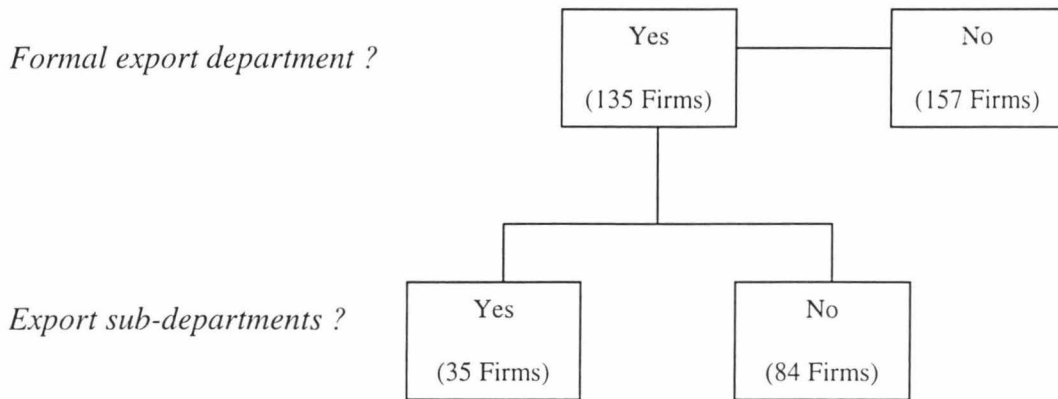 Formal export department ?
Yes
(135 Firms)
No
(157 Firms)
Export sub-departments ?
Yes
(35 Firms)
No
(84 Firms)